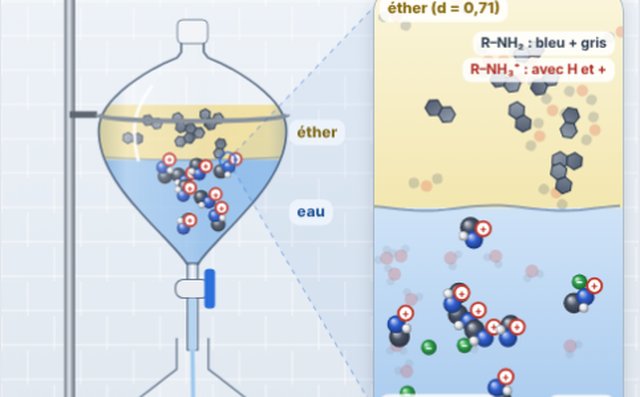 éther (d = 0,71)
R–NH₂ : bleu + gris
R–NH₃⁺ : avec H et +
éther
eau